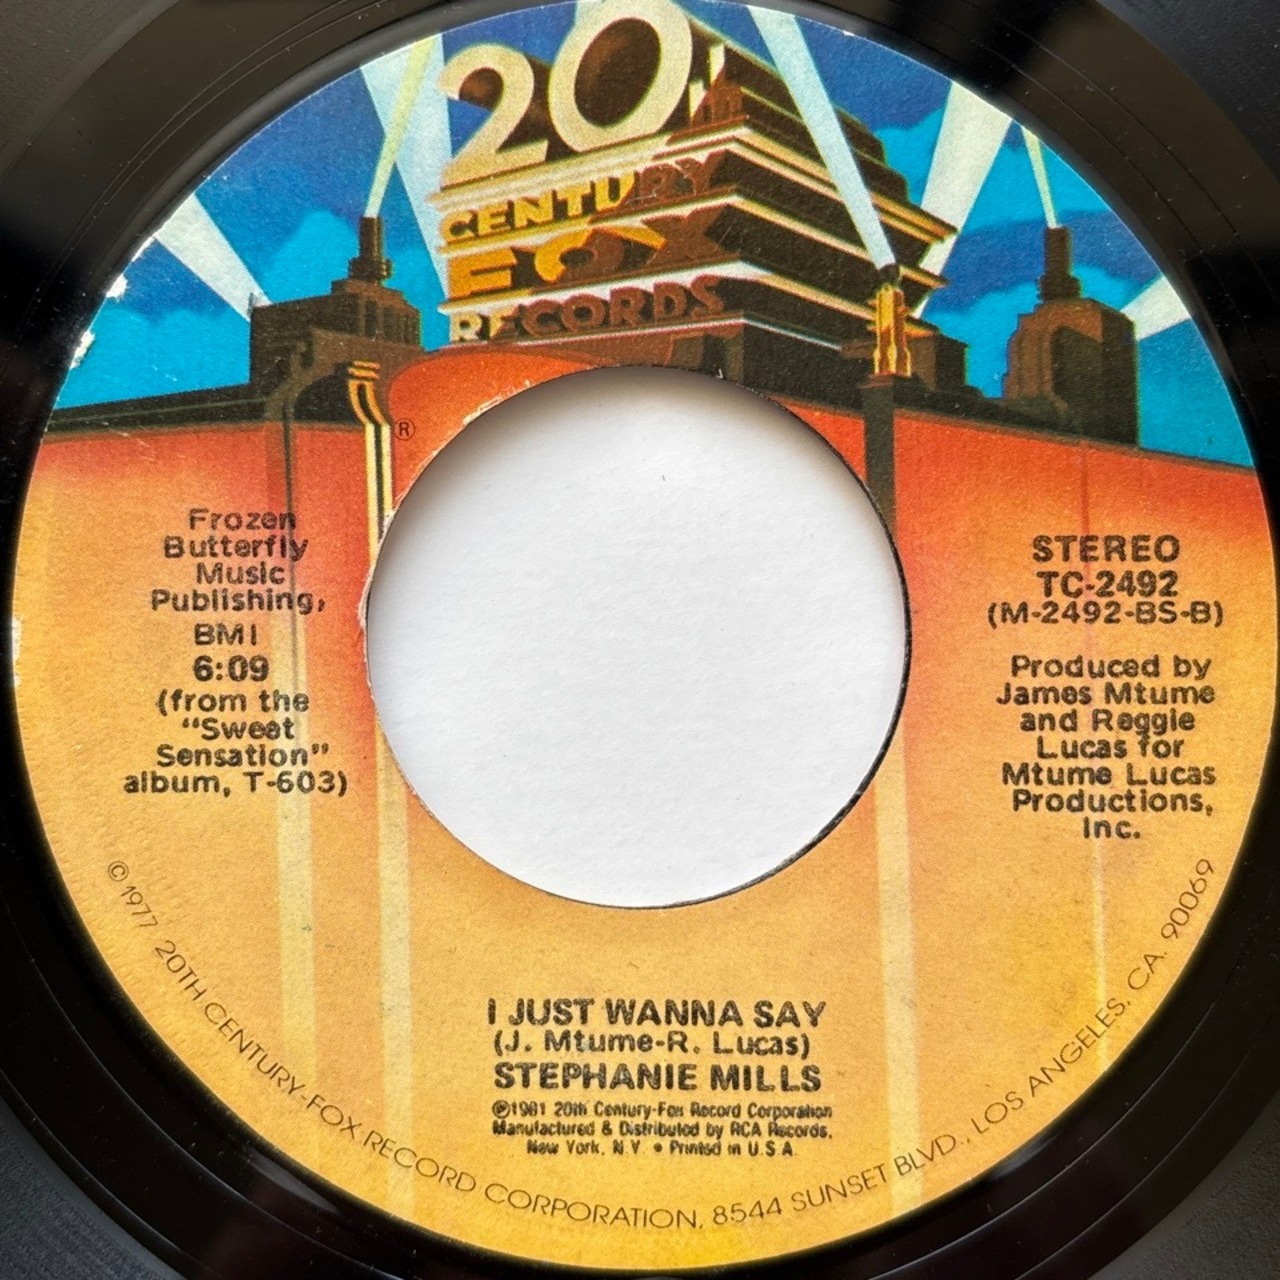 20th
CENTURY
FOX
RECORDS
®
Frozen
Butterfly
Music
Publishing,
BMI
6:09
(from the
"Sweet
Sensation"
album, T-603)
STEREO
TC-2492
(M-2492-BS-B)
Produced by
James Mtume
and Reggie
Lucas for
Mtume Lucas
Productions,
Inc.
I JUST WANNA SAY
(J. Mtume-R. Lucas)
STEPHANIE MILLS
℗1981 20th Century-Fox Record Corporation
Manufactured & Distributed by RCA Records,
New York, N.Y. • Printed in U.S.A.
©1977 20TH CENTURY-FOX RECORD CORPORATION, 8544 SUNSET BLVD., LOS ANGELES, CA. 90069